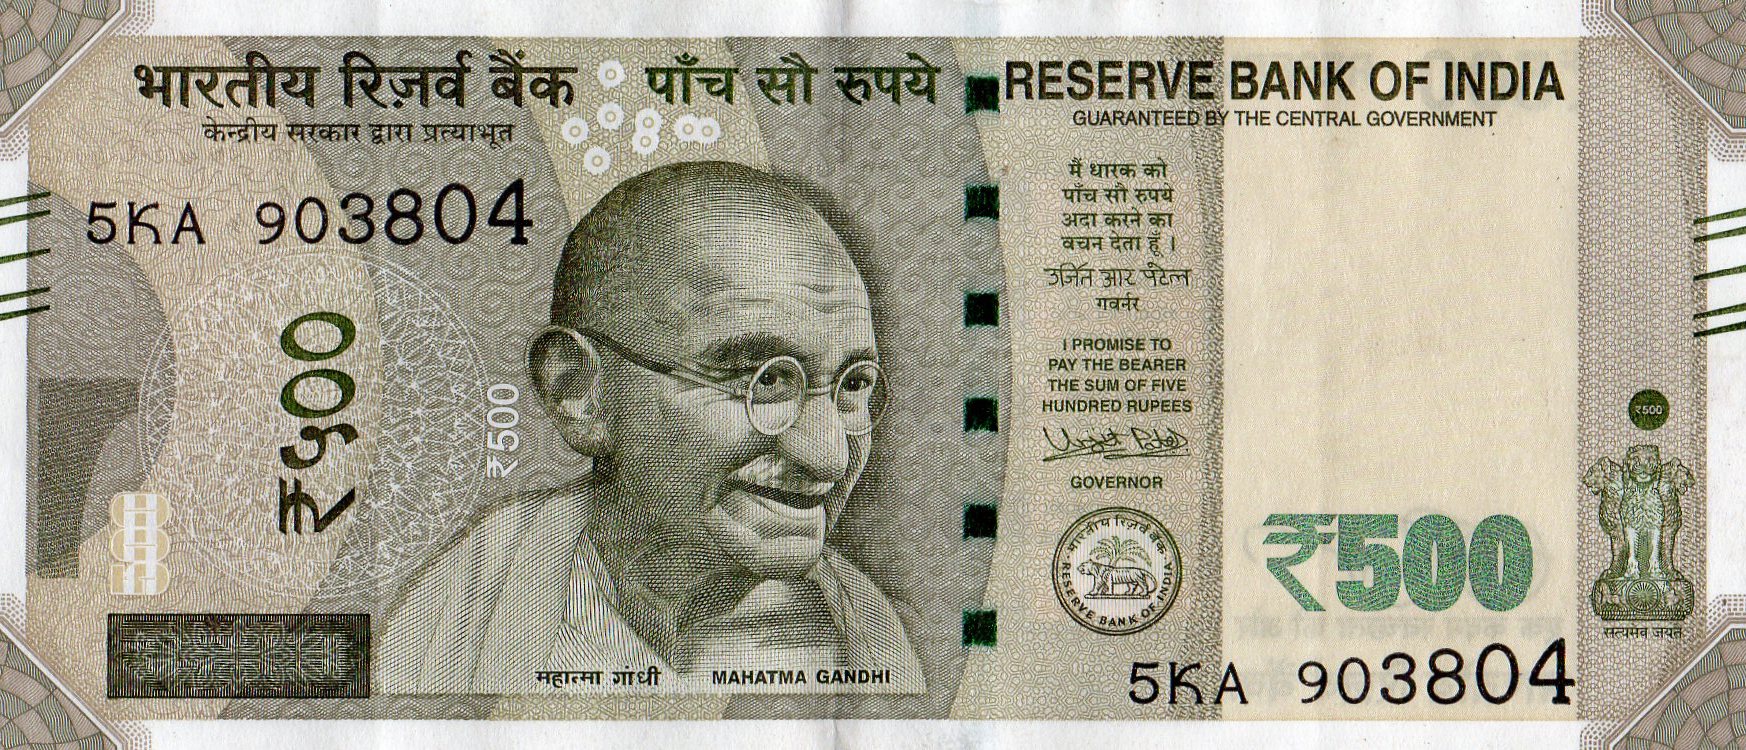 भारतीय रिज़र्व बैंक
केन्द्रीय सरकार द्वारा प्रत्याभूत
पाँच सौ रुपये
RESERVE BANK OF INDIA
GUARANTEED BY THE CENTRAL GOVERNMENT
5KA 903804
₹५००
₹500
मैं धारक को
पाँच सौ रुपये
अदा करने का
वचन देता हूँ ।
उर्जित आर पटेल
गवर्नर
I PROMISE TO
PAY THE BEARER
THE SUM OF FIVE
HUNDRED RUPEES
Urjit Patel
GOVERNOR
भारतीय रिज़र्व बैंक
RESERVE BANK OF INDIA
₹500
₹500
सत्यमेव जयते
महात्मा गांधी
MAHATMA GANDHI
5KA 903804